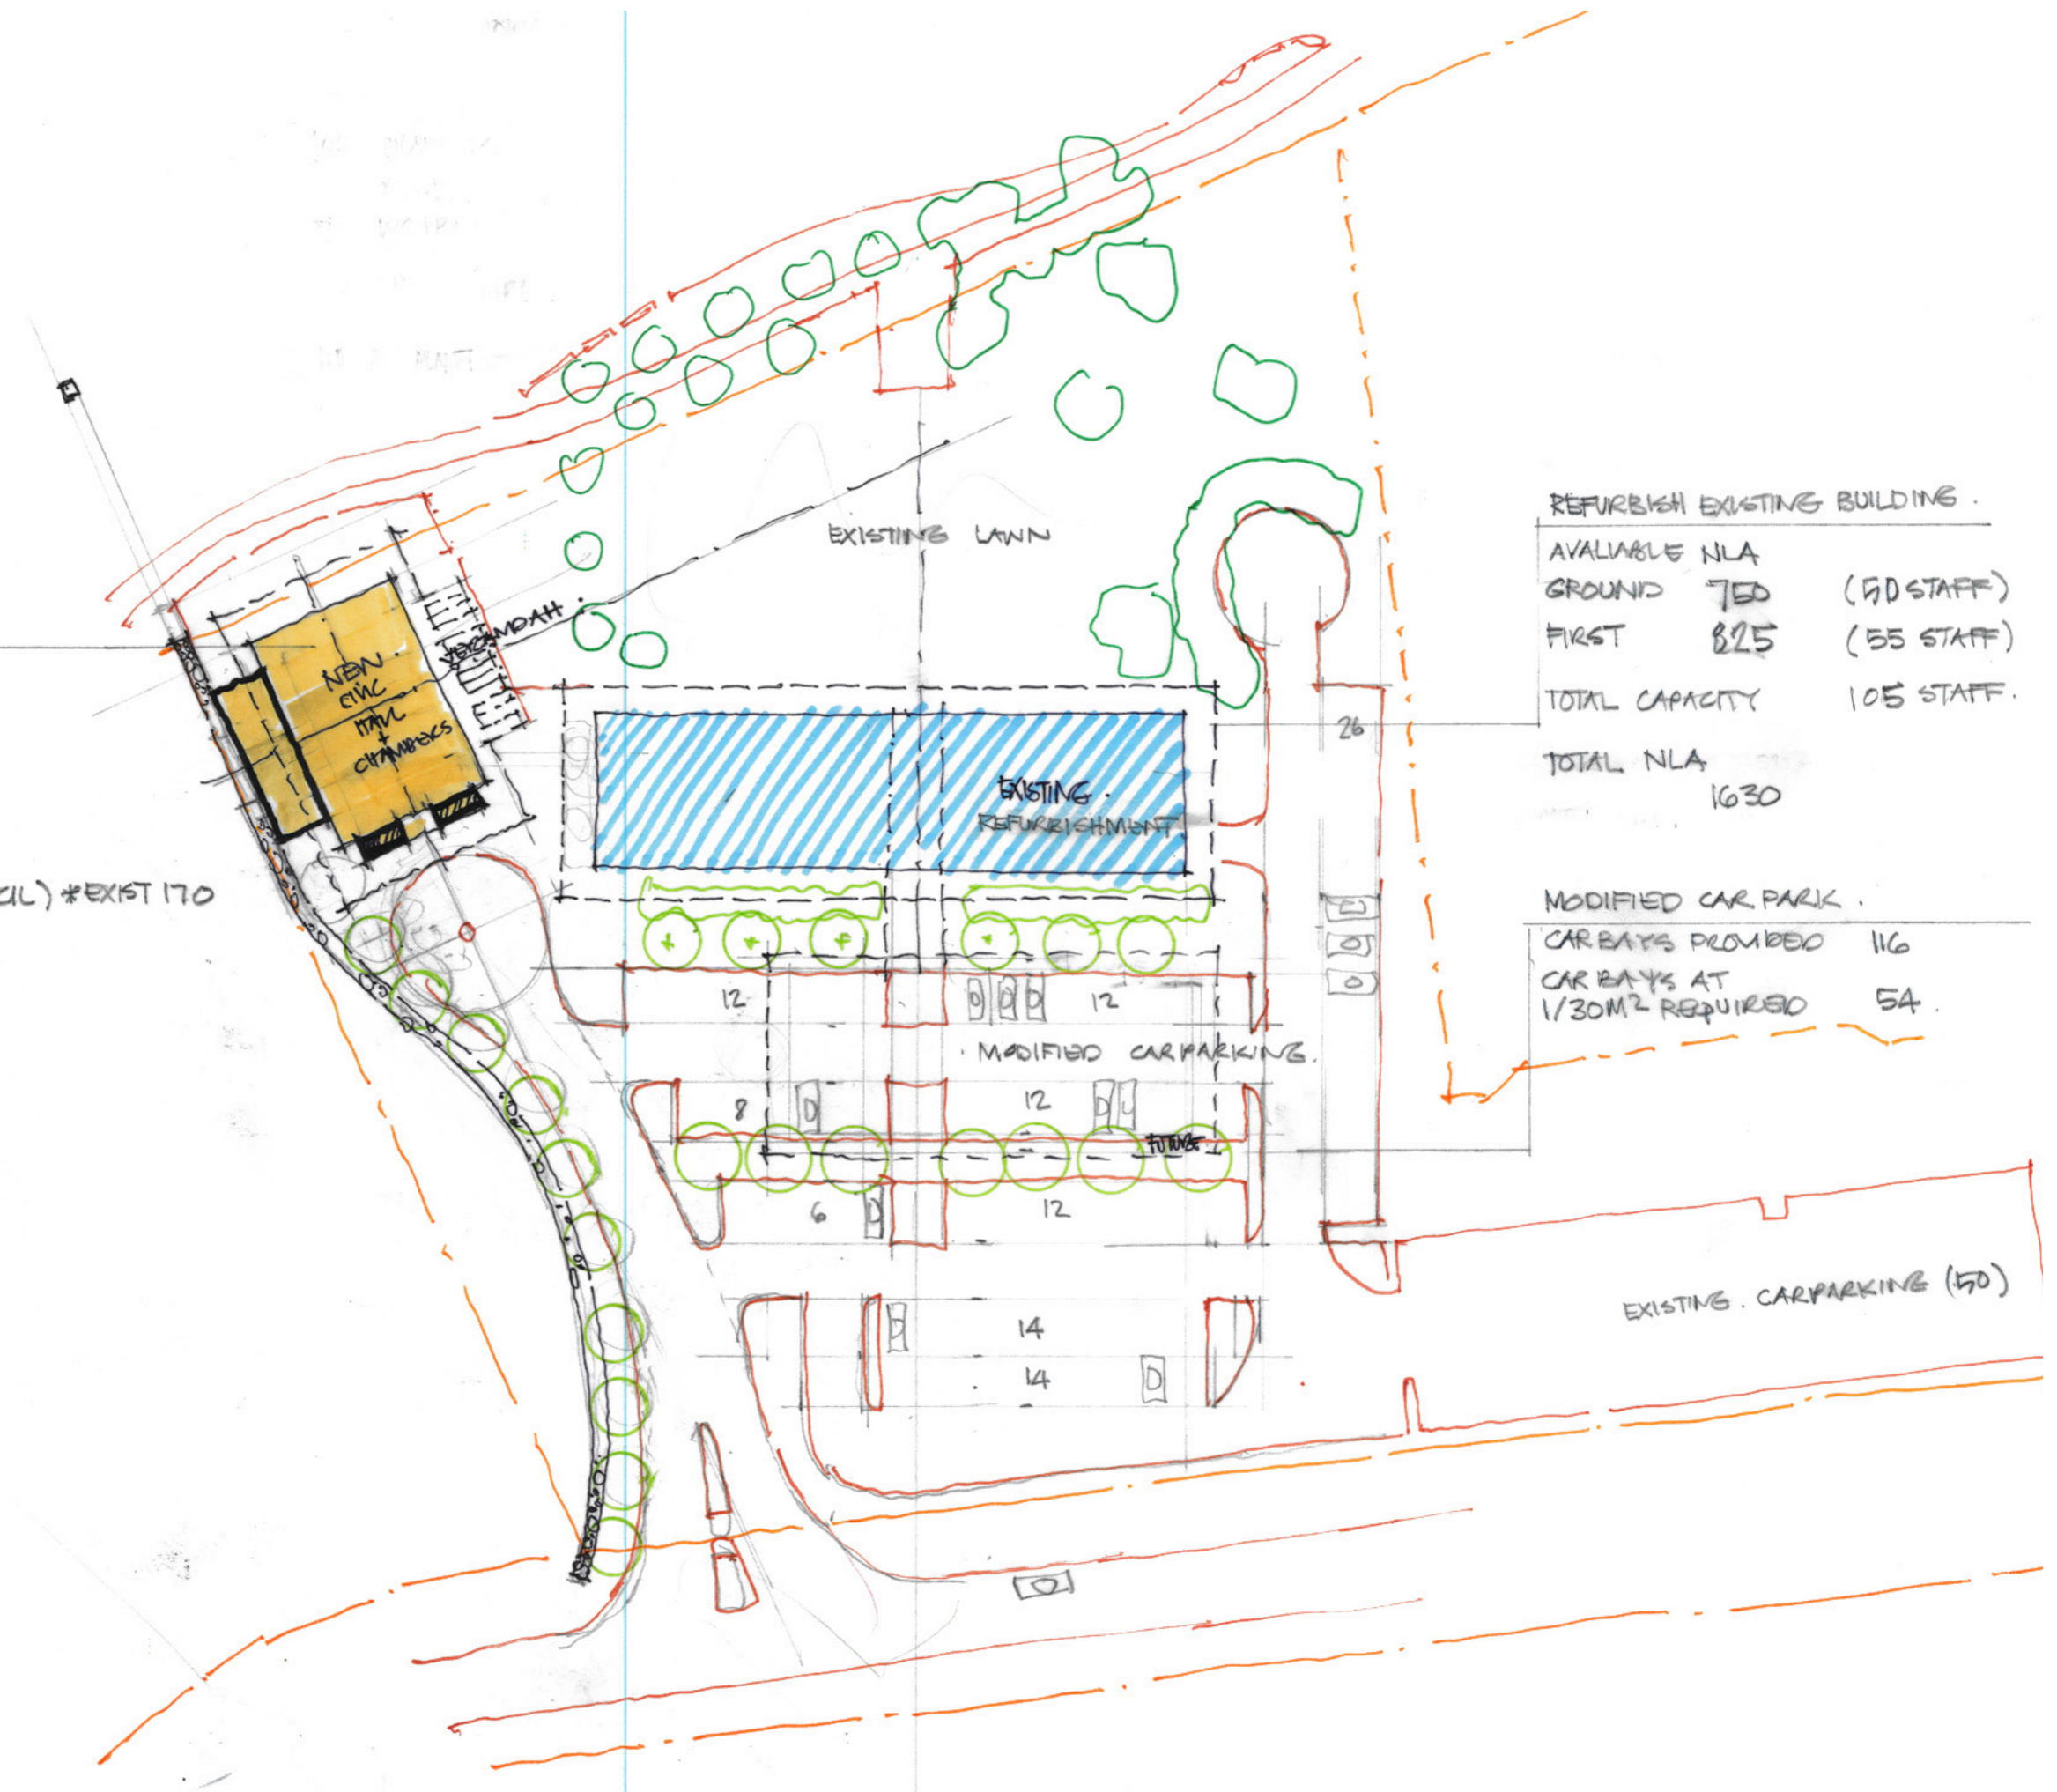 EXISTING LAWN
VERANDAH.
NEW.
CIVIC
HALL
+
CHAMBERS
EXISTING.
REFURBISHMENT
26
REFURBISH EXISTING BUILDING.
AVALIABLE NLA
GROUND 750 (50 STAFF)
FIRST 825 (55 STAFF)
TOTAL CAPACITY 105 STAFF.
TOTAL NLA
1630
CIL) *EXIST 170
MODIFIED CAR PARK.
CAR BAYS PROVIDED 116
CAR BAYS AT
1/30M² REQUIRED 54.
12
12
MODIFIED CARPARKING.
8
12
FUTURE
6
12
14
14
EXISTING. CARPARKING (50)